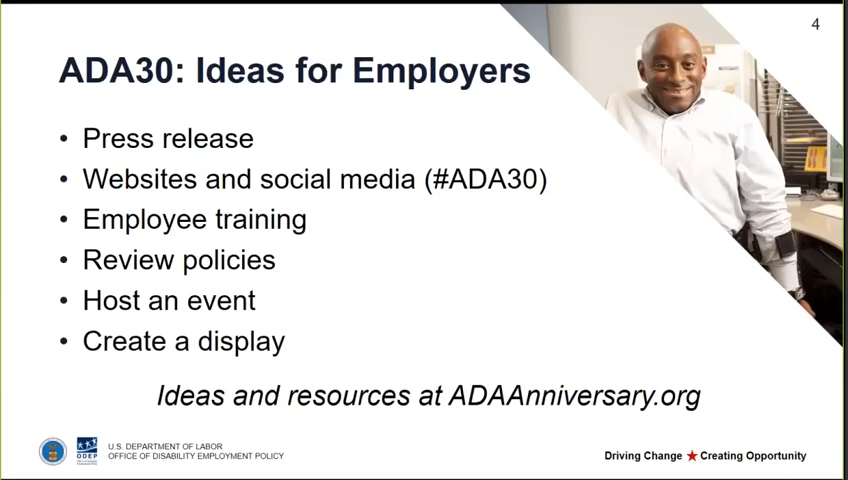 4
ADA30: Ideas for Employers
• Press release
• Websites and social media (#ADA30)
• Employee training
• Review policies
• Host an event
• Create a display
Ideas and resources at ADAAnniversary.org
ODEP
U.S. DEPARTMENT OF LABOR
OFFICE OF DISABILITY EMPLOYMENT POLICY
Driving Change ★ Creating Opportunity